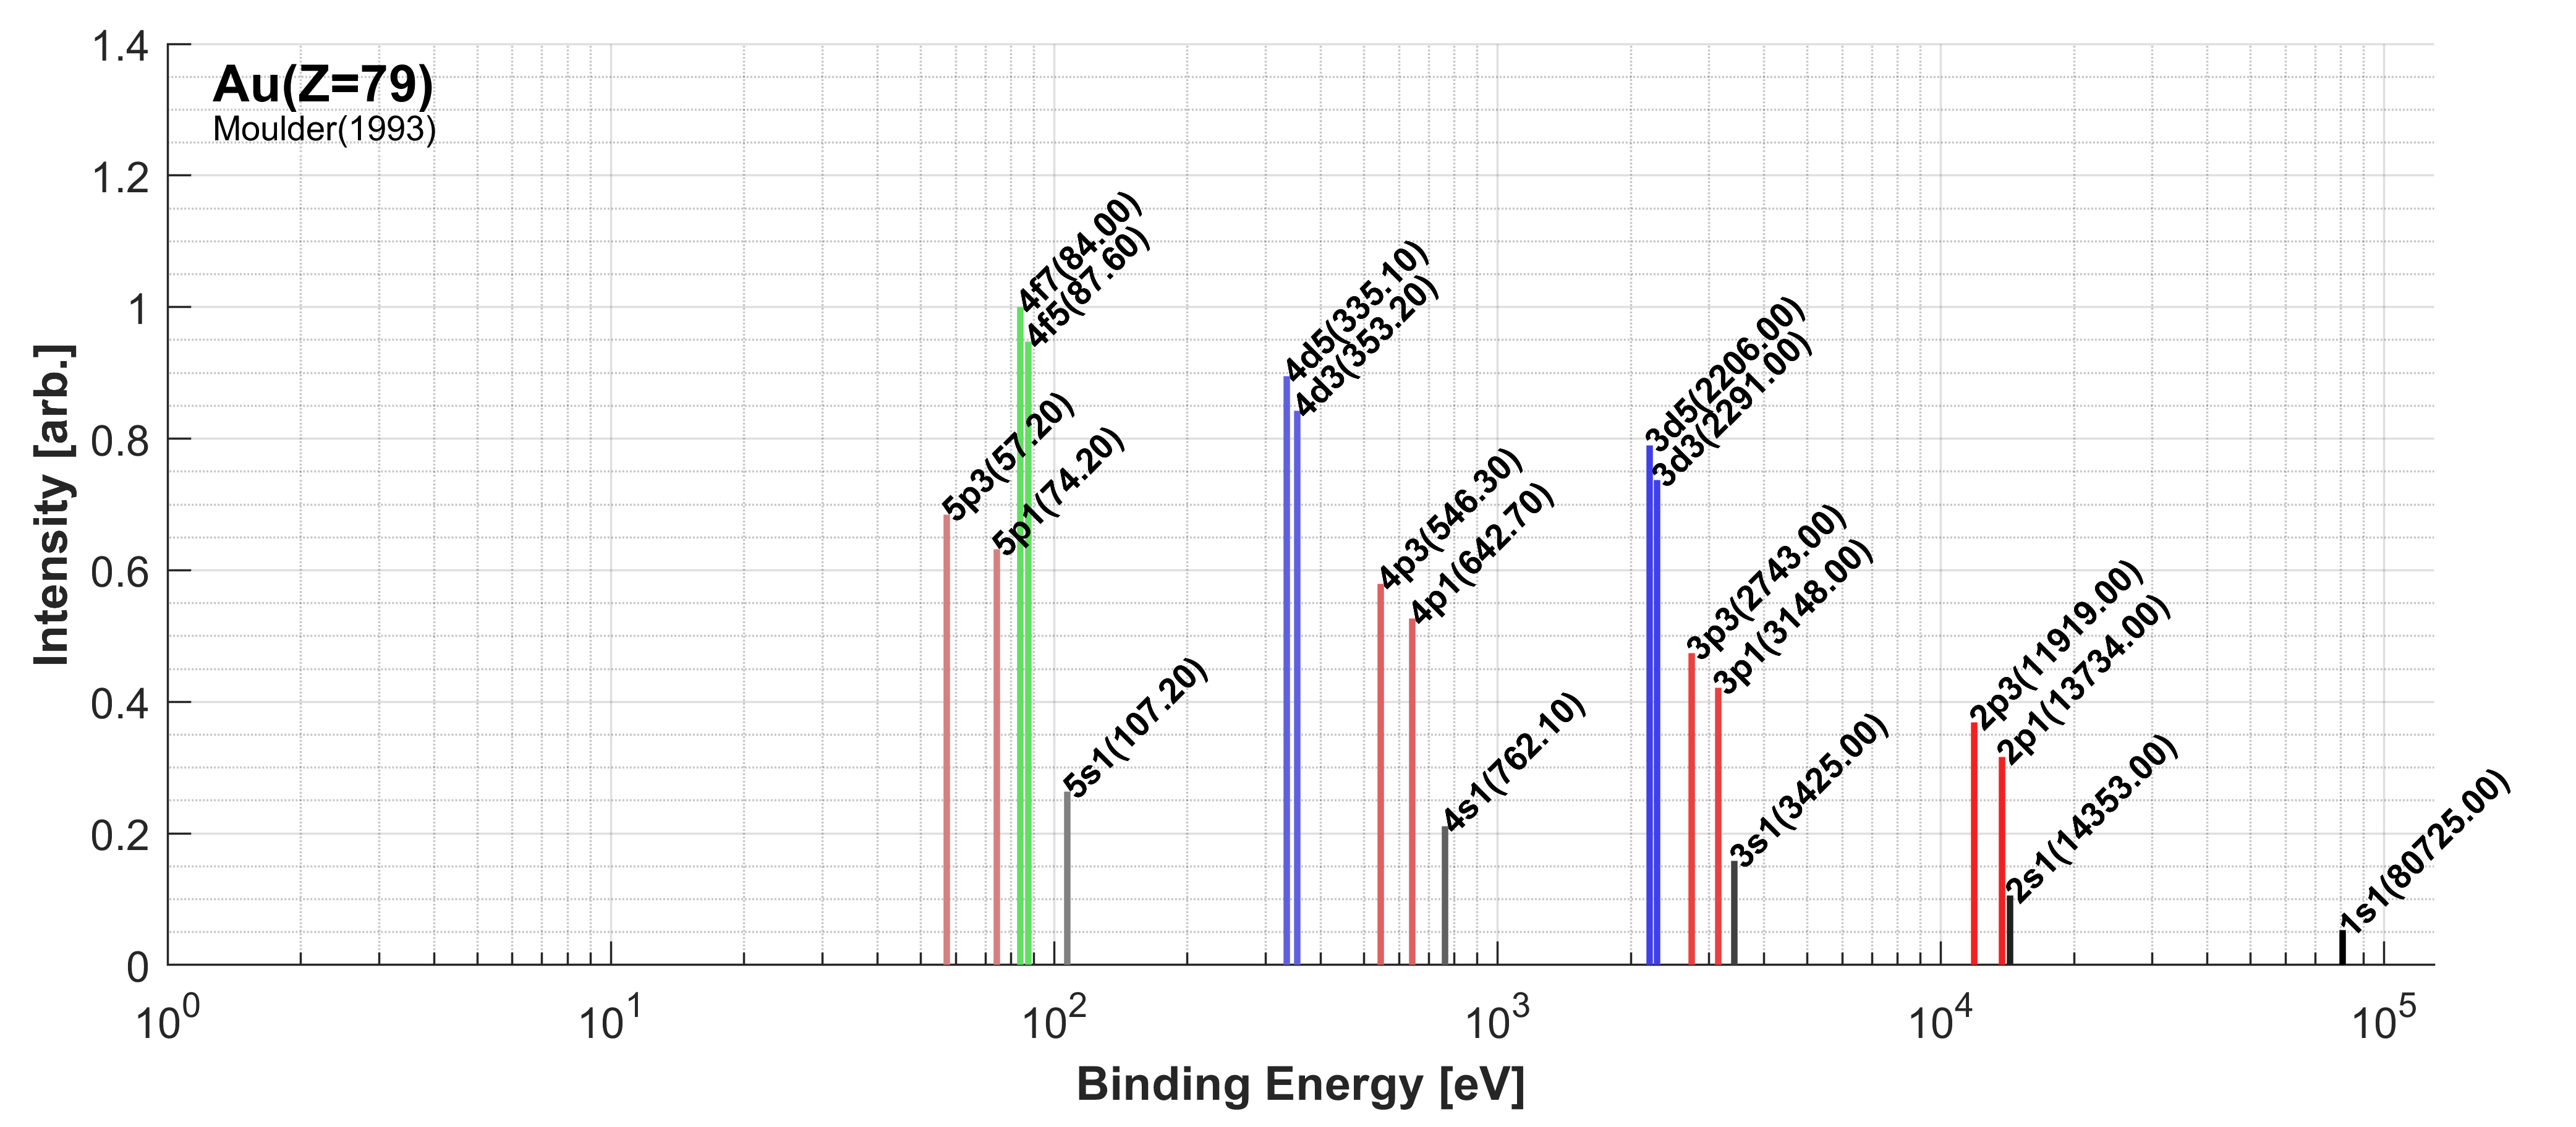 Au(Z=79)
Moulder(1993)
Intensity [arb.]
1.4
1.2
1
0.8
0.6
0.4
0.2
0
5p3(57.20)
5p1(74.20)
4f7(84.00)
4f5(87.60)
5s1(107.20)
4d5(335.10)
4d3(353.20)
4p3(546.30)
4p1(642.70)
4s1(762.10)
3d5(2206.00)
3d3(2291.00)
3p3(2743.00)
3p1(3148.00)
3s1(3425.00)
2p3(11919.00)
2p1(13734.00)
2s1(14353.00)
1s1(80725.00)
10^0 10^1 10^2 10^3 10^4 10^5
Binding Energy [eV]